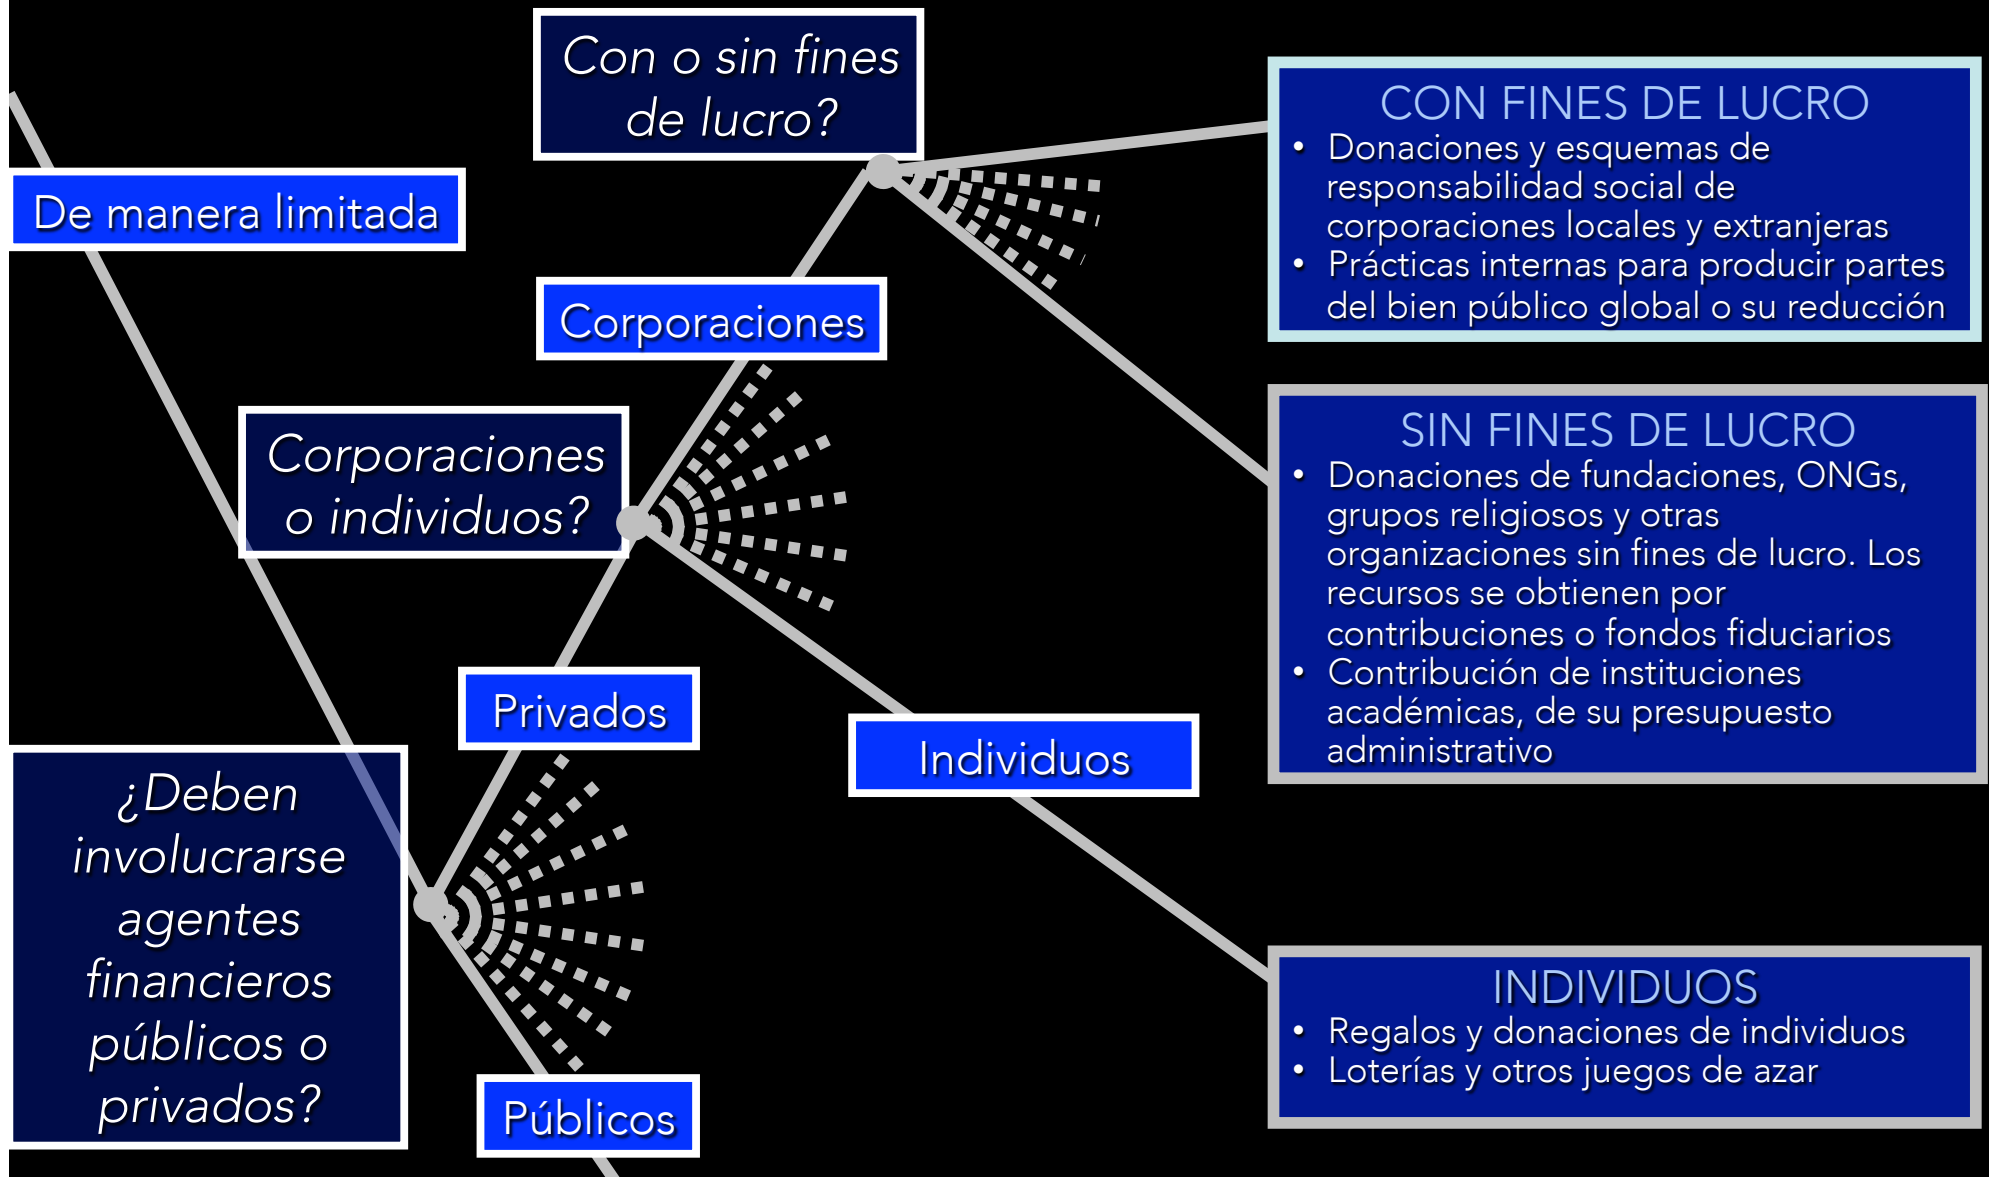 Con o sin fines
de lucro?
CON FINES DE LUCRO
• Donaciones y esquemas de
responsabilidad social de
corporaciones locales y extranjeras
• Prácticas internas para producir partes
del bien público global o su reducción
De manera limitada
Corporaciones
Corporaciones
o individuos?
SIN FINES DE LUCRO
• Donaciones de fundaciones, ONGs,
grupos religiosos y otras
organizaciones sin fines de lucro. Los
recursos se obtienen por
contribuciones o fondos fiduciarios
• Contribución de instituciones
académicas, de su presupuesto
administrativo
Privados
Individuos
¿Deben
involucrarse
agentes
financieros
públicos o
privados?
INDIVIDUOS
• Regalos y donaciones de individuos
• Loterías y otros juegos de azar
Públicos